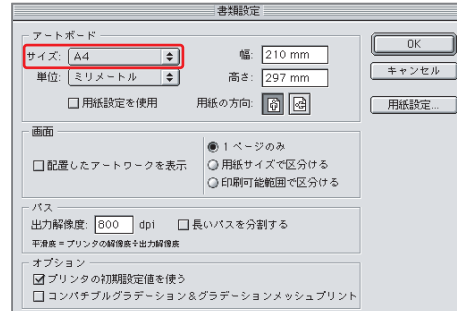 書類設定
アートボード
サイズ: A4
幅: 210 mm
OK
単位: ミリメートル
高さ: 297 mm
キャンセル
用紙設定を使用
用紙の方向:
用紙設定...
画面
配置したアートワークを表示
1 ページのみ
用紙サイズで区分ける
印刷可能範囲で区分ける
パス
出力解像度: 800 dpi
長いパスを分割する
平滑度 = プリンタの解像度÷出力解像度
オプション
プリンタの初期設定値を使う
コンパチブルグラデーション&グラデーションメッシュプリント